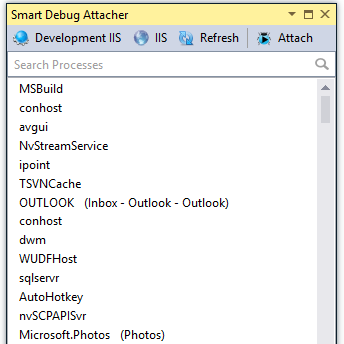 Smart Debug Attacher
Development IIS IIS Refresh Attach
Search Processes
MSBuild
conhost
avgui
NvStreamService
ipoint
TSVNCache
OUTLOOK (Inbox - Outlook - Outlook)
conhost
dwm
WUDFHost
sqlservr
AutoHotkey
nvSCPAPISvr
Microsoft.Photos (Photos)